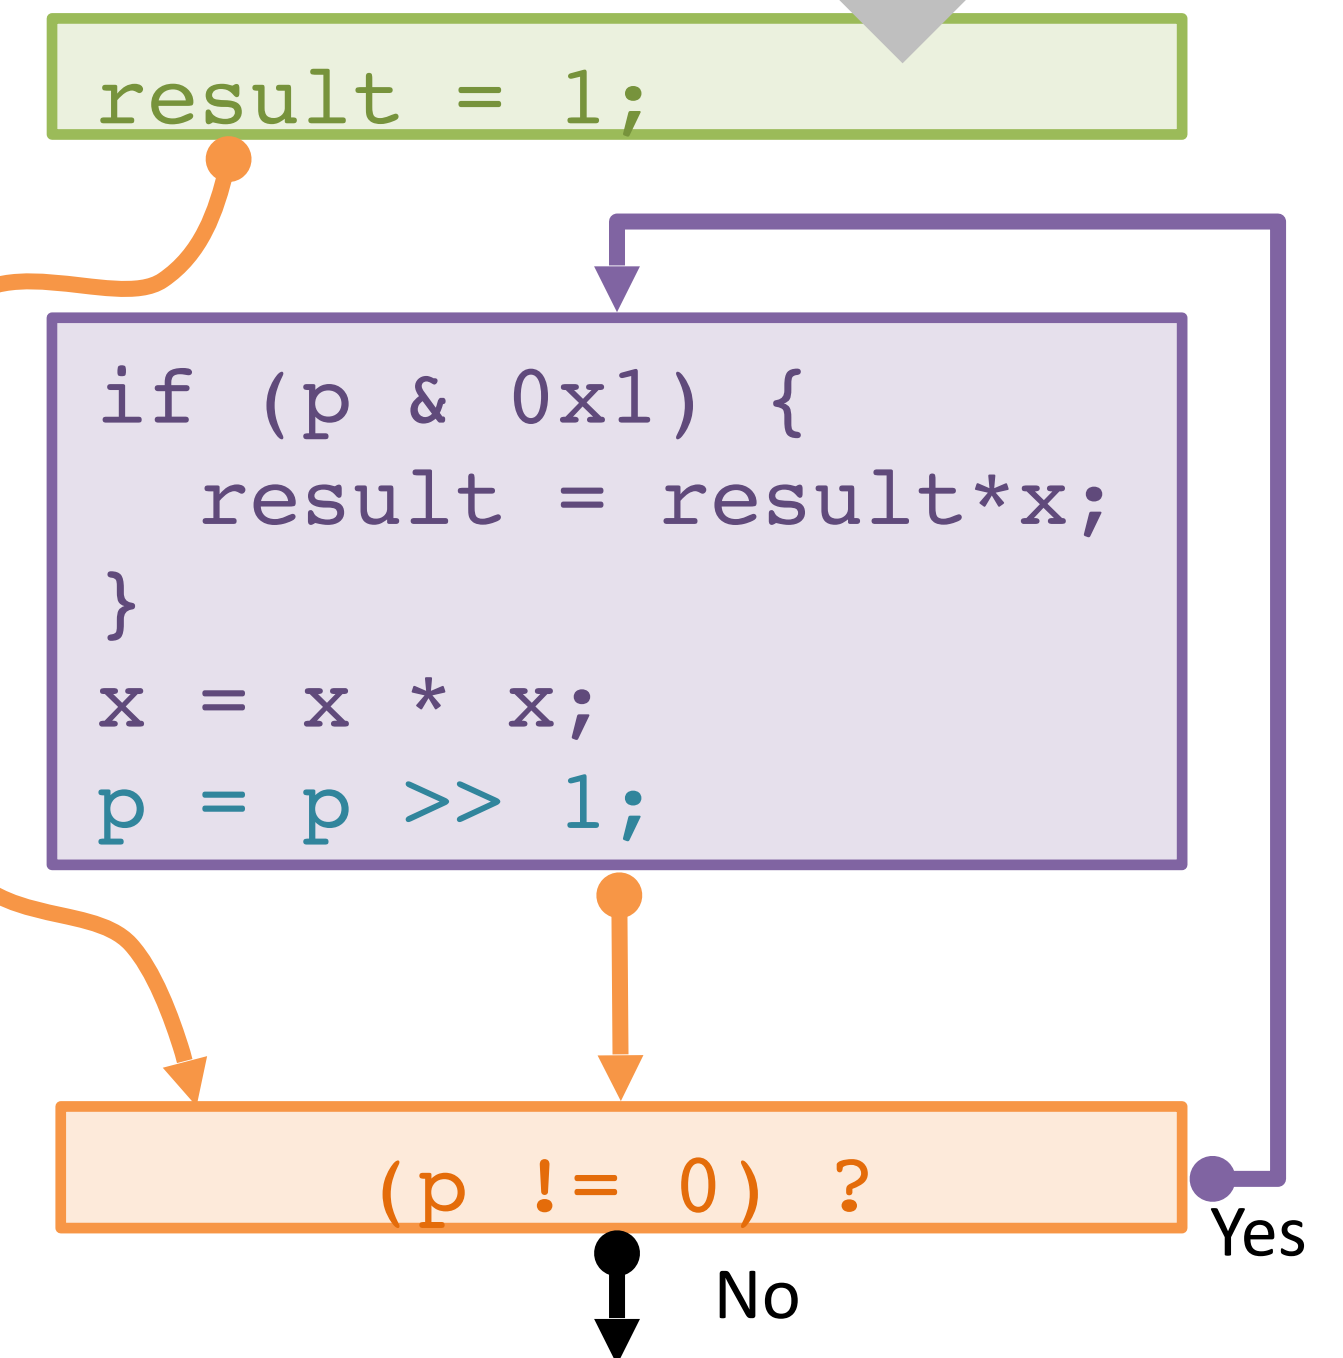 result = 1;
if (p & 0x1) {
  result = result*x;
}
x = x * x;
p = p >> 1;
(p != 0) ?
Yes
No